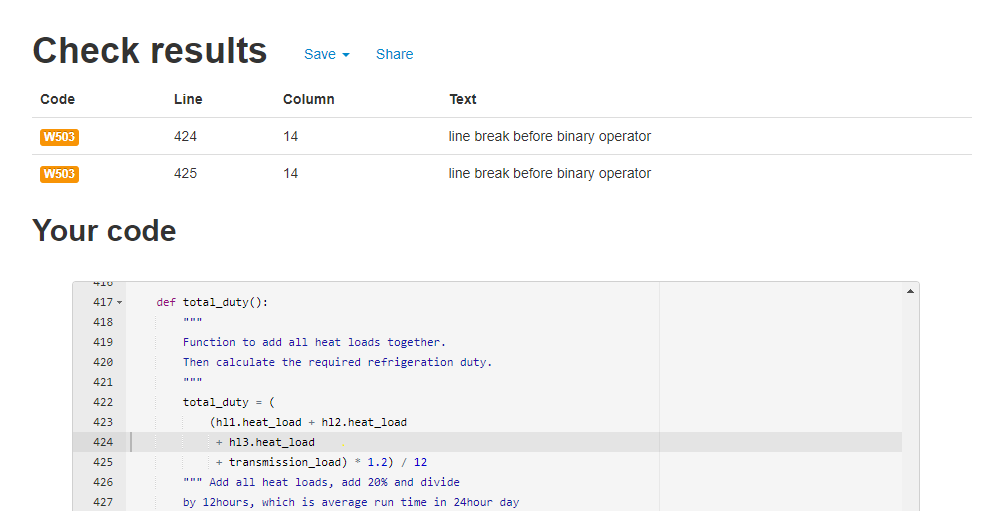 Check results Save Share
Code Line Column Text
W503 424 14 line break before binary operator
W503 425 14 line break before binary operator
Your code
416
417 def total_duty():
418 """
419 Function to add all heat loads together.
420 Then calculate the required refrigeration duty.
421 """
422 total_duty = (
423 (hl1.heat_load + hl2.heat_load
424 + hl3.heat_load
425 + transmission_load) * 1.2) / 12
426 """ Add all heat loads, add 20% and divide
427 by 12hours, which is average run time in 24hour day